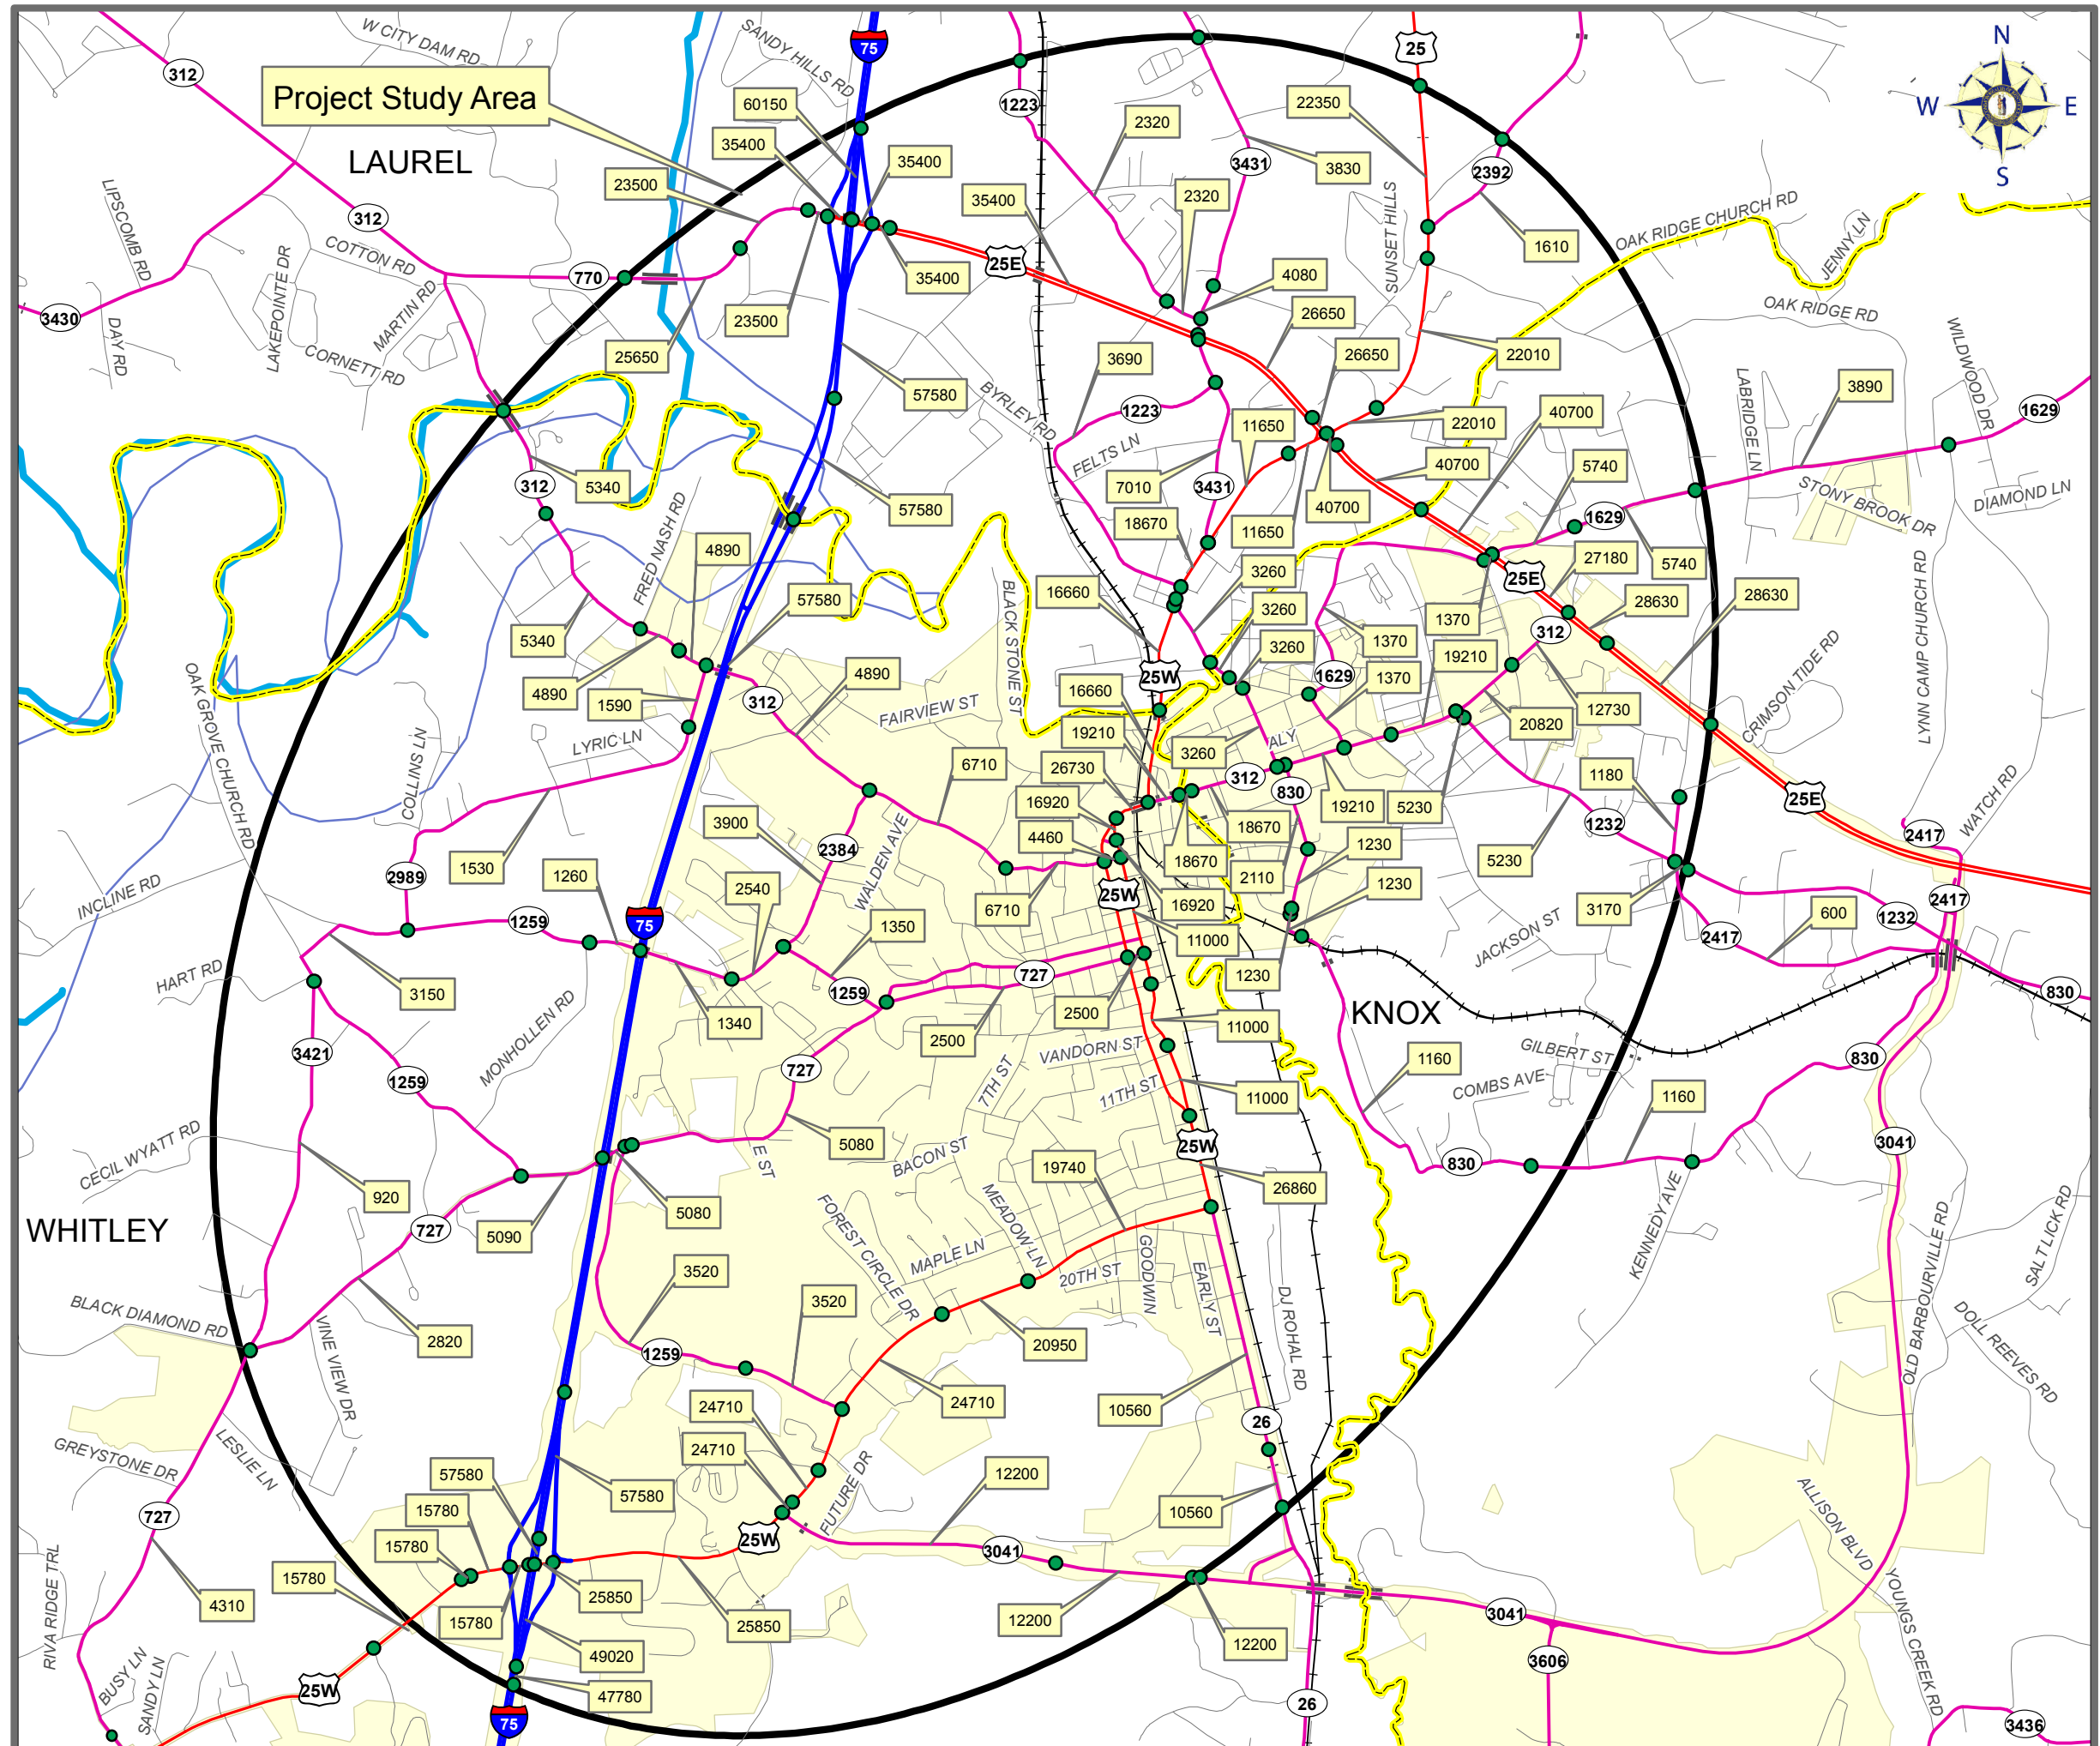 N
W
E
S
W CITY DAM RD
SANDY HILLS RD
75
25
312
Project Study Area
60150
1223
22350
2320
35400
35400
3431
3830
LAUREL
23500
35400
2320
2392
LIPSCOMB RD
312
COTTON RD
SUNSET HILLS
1610
OAK RIDGE CHURCH RD
JENNY LN
770
25E
35400
4080
LAKEPOINTE DR
MARTIN RD
3430
DAY RD
23500
26650
OAK RIDGE RD
25650
CORNETT RD
3690
26650
22010
WILDWOOD DR
LABRIDGE LN
3890
57580
BYRLEY RD
1223
11650
22010
40700
1629
FELTS LN
40700
5740
312
5340
7010
3431
STONY BROOK DR
DIAMOND LN
57580
18670
11650
40700
1629
FRED NASH RD
4890
27180
5740
25E
LYNN CAMP CHURCH RD
57580
BLACK STONE ST
16660
3260
3260
1370
28630
28630
5340
312
4890
4890
3260
1370
19210
CRIMSON TIDE RD
OAK GROVE CHURCH RD
1590
312
FAIRVIEW ST
25W
16660
1629
1370
12730
20820
LYRIC LN
COLLINS LN
19210
3260
ALY
6710
26730
312
830
1180
25E
WATCH RD
16920
19210
5230
3900
4460
18670
1232
2417
2384
WALDEN AVE
1530
18670
1230
5230
2110
2989
1260
2540
INCLINE RD
25W
16920
1230
3170
600
2417
1232
6710
1259
75
1350
11000
JACKSON ST
2417
HART RD
3150
1259
727
1230
830
MONHOLLEN RD
1340
2500
2500
11000
KNOX
3421
VANDORN ST
GILBERT ST
830
1259
727
7TH ST
11TH ST
1160
COMBS AVE
1160
11000
CECIL WYATT RD
5080
E ST
BACON ST
25W
3041
19740
830
920
5080
MEADOW LN
26860
WHITLEY
727
5090
FOREST CIRCLE DR
MAPLE LN
GOODWIN
EARLY ST
KENNEDY AVE
OLD BARBOURVILLE RD
SALT LICK RD
3520
20TH ST
DJ ROHAL RD
BLACK DIAMOND RD
3520
VINE VIEW DR
2820
20950
DOLL REEVES RD
1259
24710
24710
10560
26
LESLIE LN
GREYSTONE DR
24710
57580
12200
57580
FUTURE DR
10560
ALLISON BLVD
15780
727
25W
15780
3041
RIVA RIDGE TRL
15780
25850
YOUNGS CREEK RD
4310
15780
25850
12200
3041
12200
49020
BUSY LN
SANDY LN
3606
25W
47780
26
75
3436